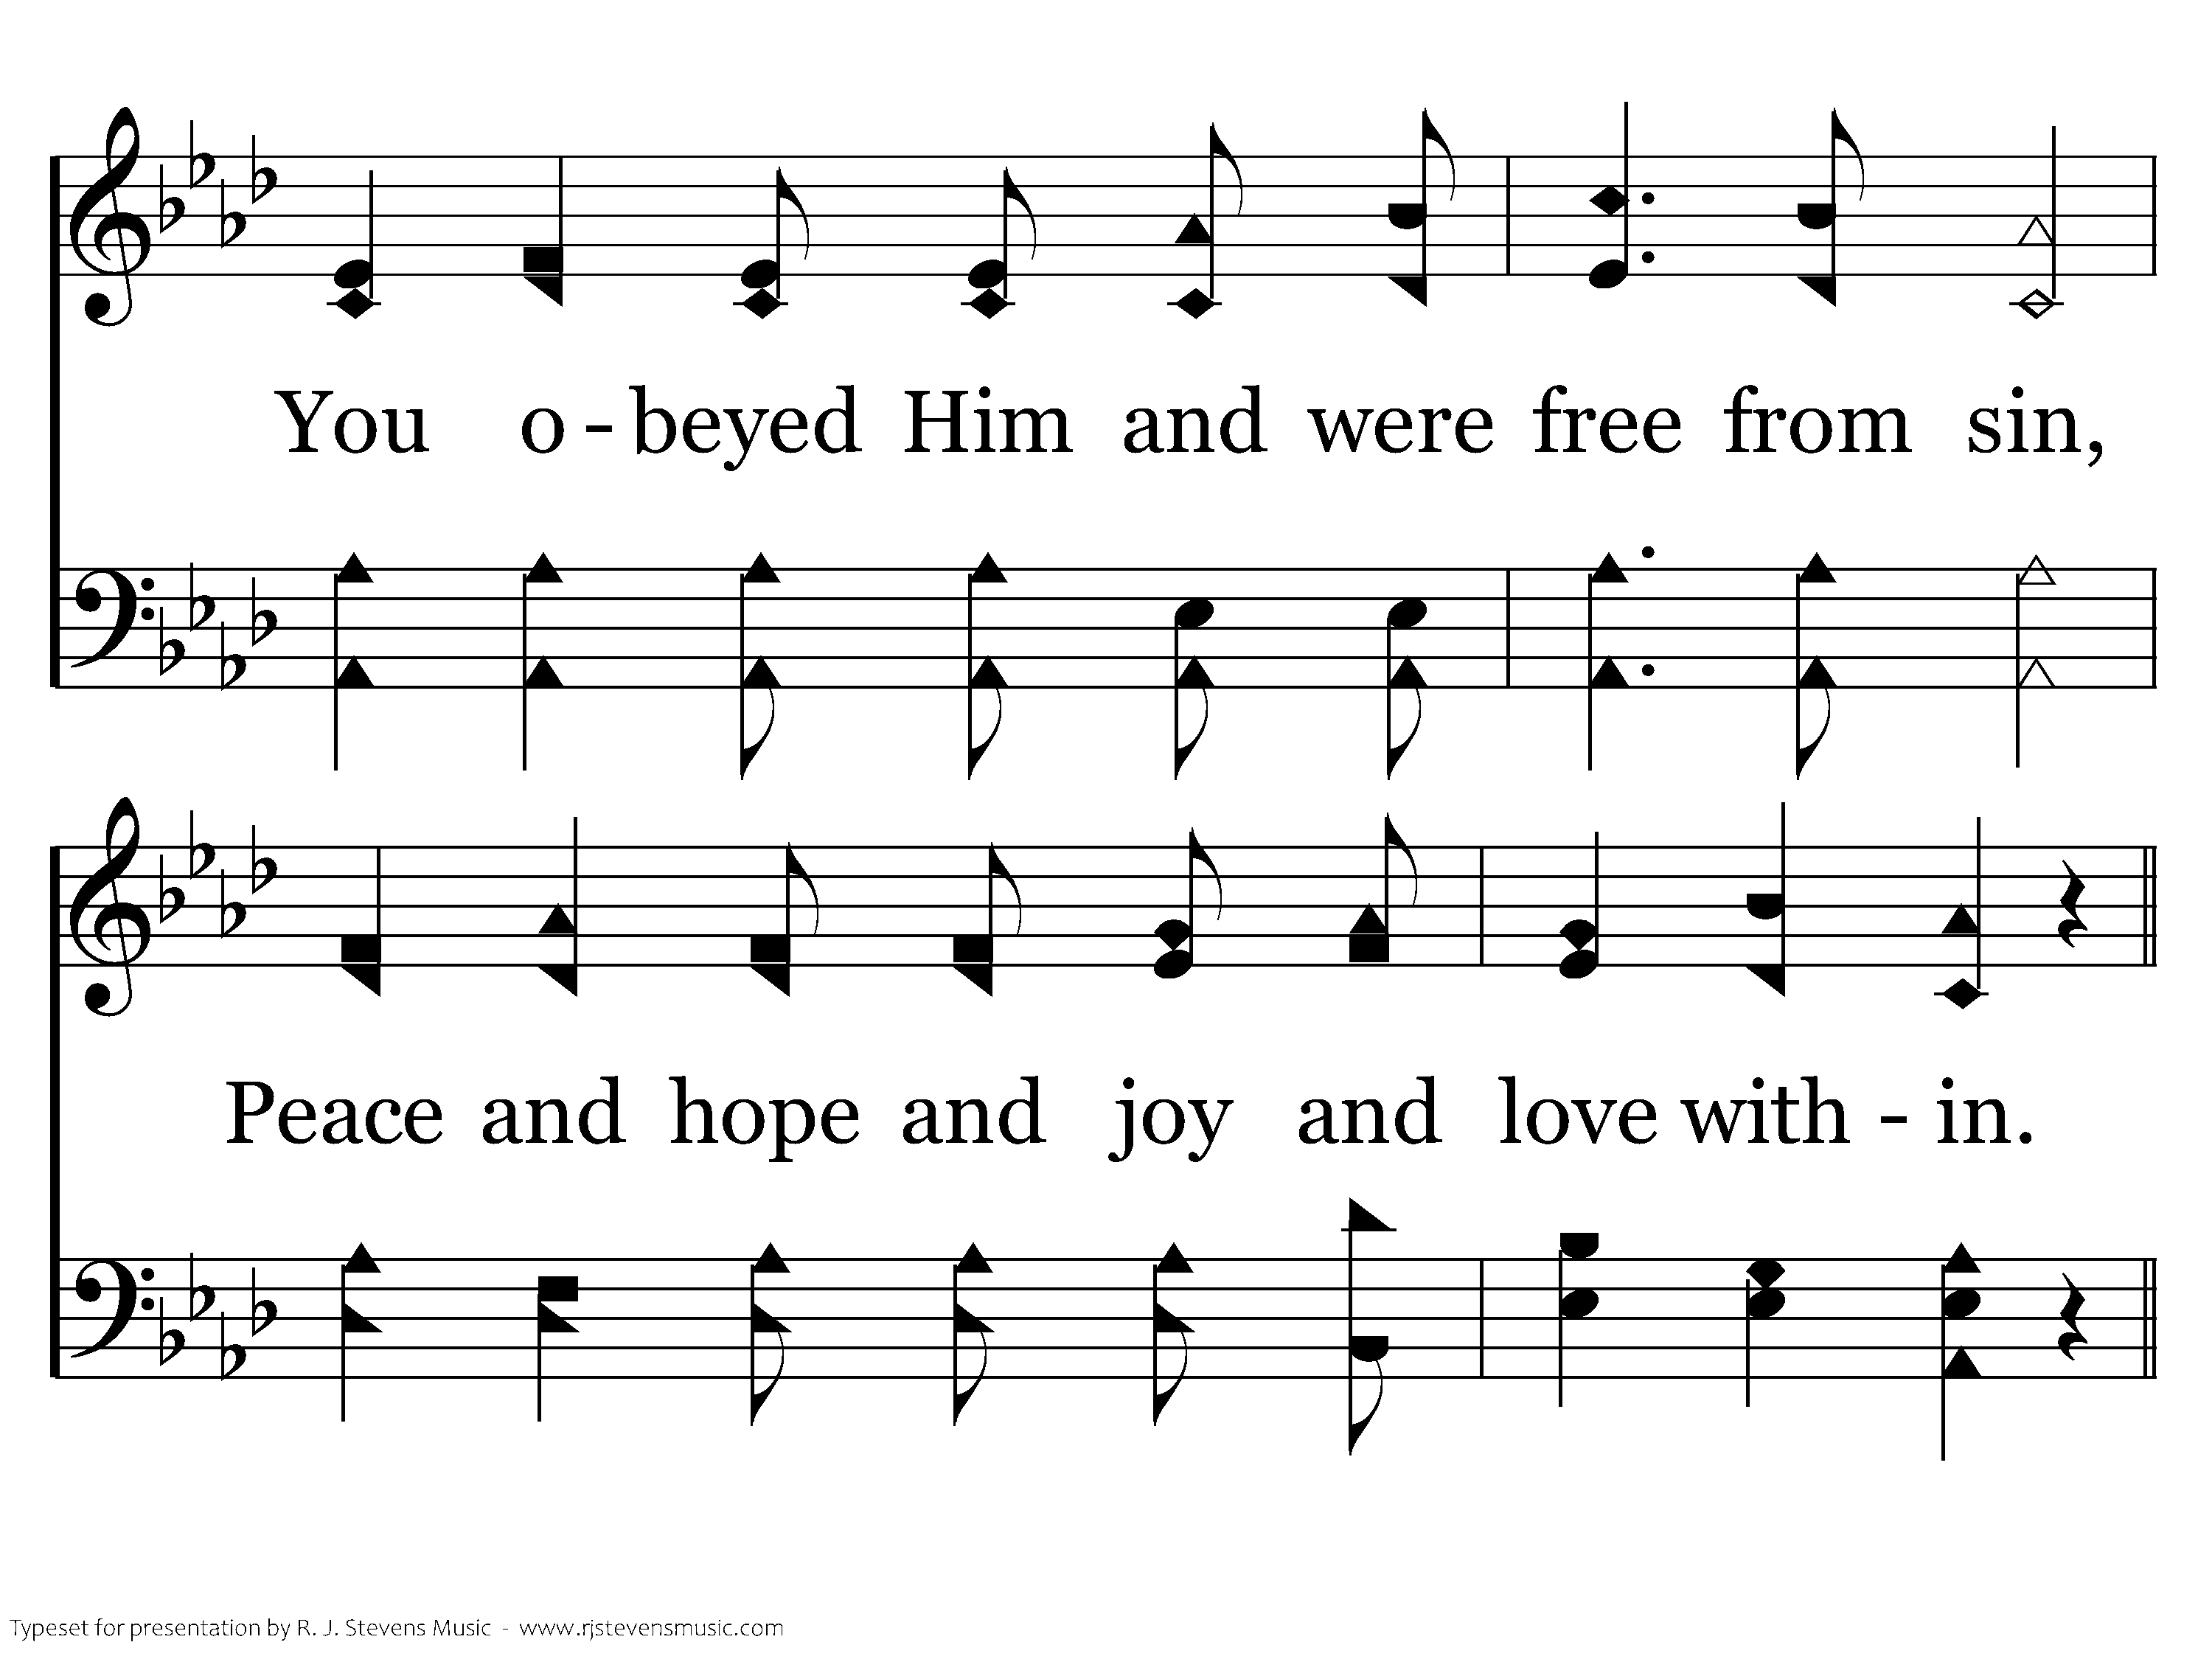 You o - beyed Him and were free from sin,
Peace and hope and joy and love with - in.
Typeset for presentation by R. J. Stevens Music - www.rjstevensmusic.com